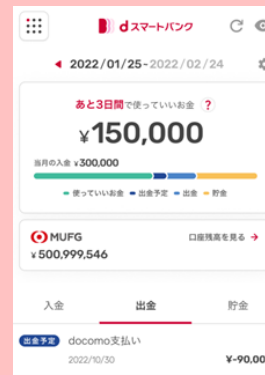 dスマートバンク
2022/01/25-2022/02/24
あと3日間で使っていいお金 ?
¥150,000
当月の入金 ¥300,000
使っていいお金 出金予定 出金 貯金
MUFG 口座残高を見る →
¥500,999,546
入金 出金 貯金
出金予定 docomo支払い
2022/10/30 ¥-90,00